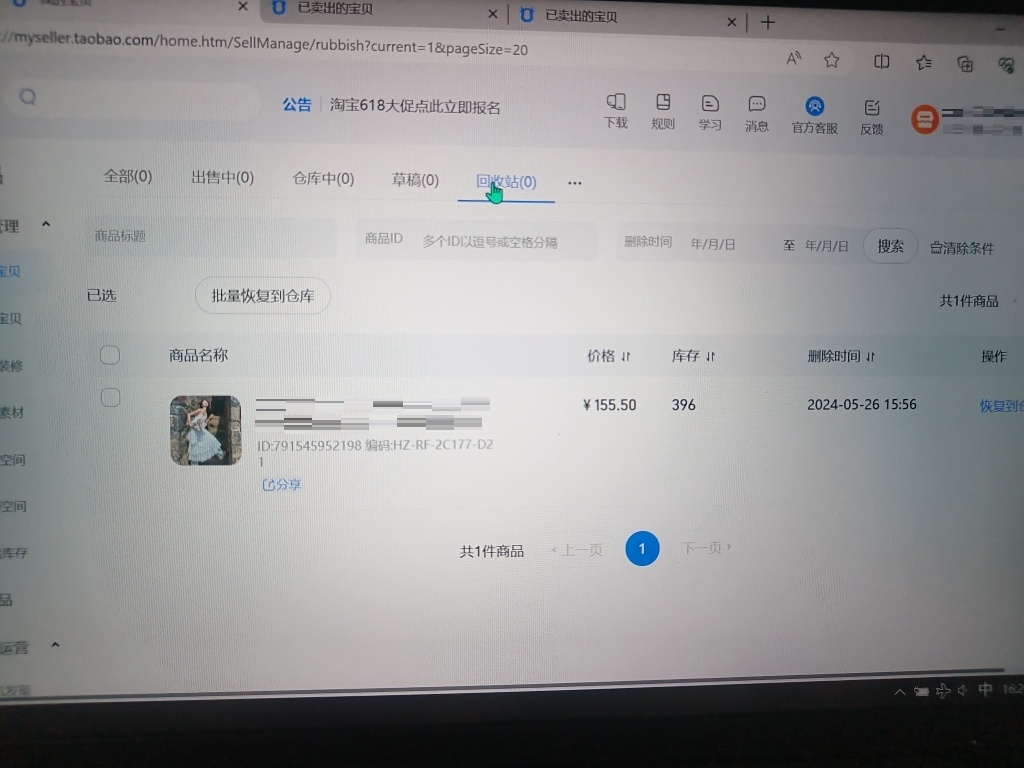 已卖出的宝贝
已卖出的宝贝
//myseller.taobao.com/home.htm/SellManage/rubbish?current=1&pageSize=20
公告 淘宝618大促点此立即报名
下载 规则 学习 消息 官方客服 反馈
全部(0) 出售中(0) 仓库中(0) 草稿(0) 回收站(0) ···
理
商品标题 商品ID 多个ID以逗号或空格分隔 删除时间 年/月/日 至 年/月/日 搜索 清除条件
宝贝
已选 批量恢复到仓库 共1件商品
宝贝
商品名称 价格 库存 删除时间 操作
装修
¥155.50 396 2024-05-26 15:56 恢复到
素材
ID:791545952198 编码:HZ-RF-2C177-D2
1
空间
分享
空间
共1件商品 上一页 1 下一页
库存
品
运营
中 16:2